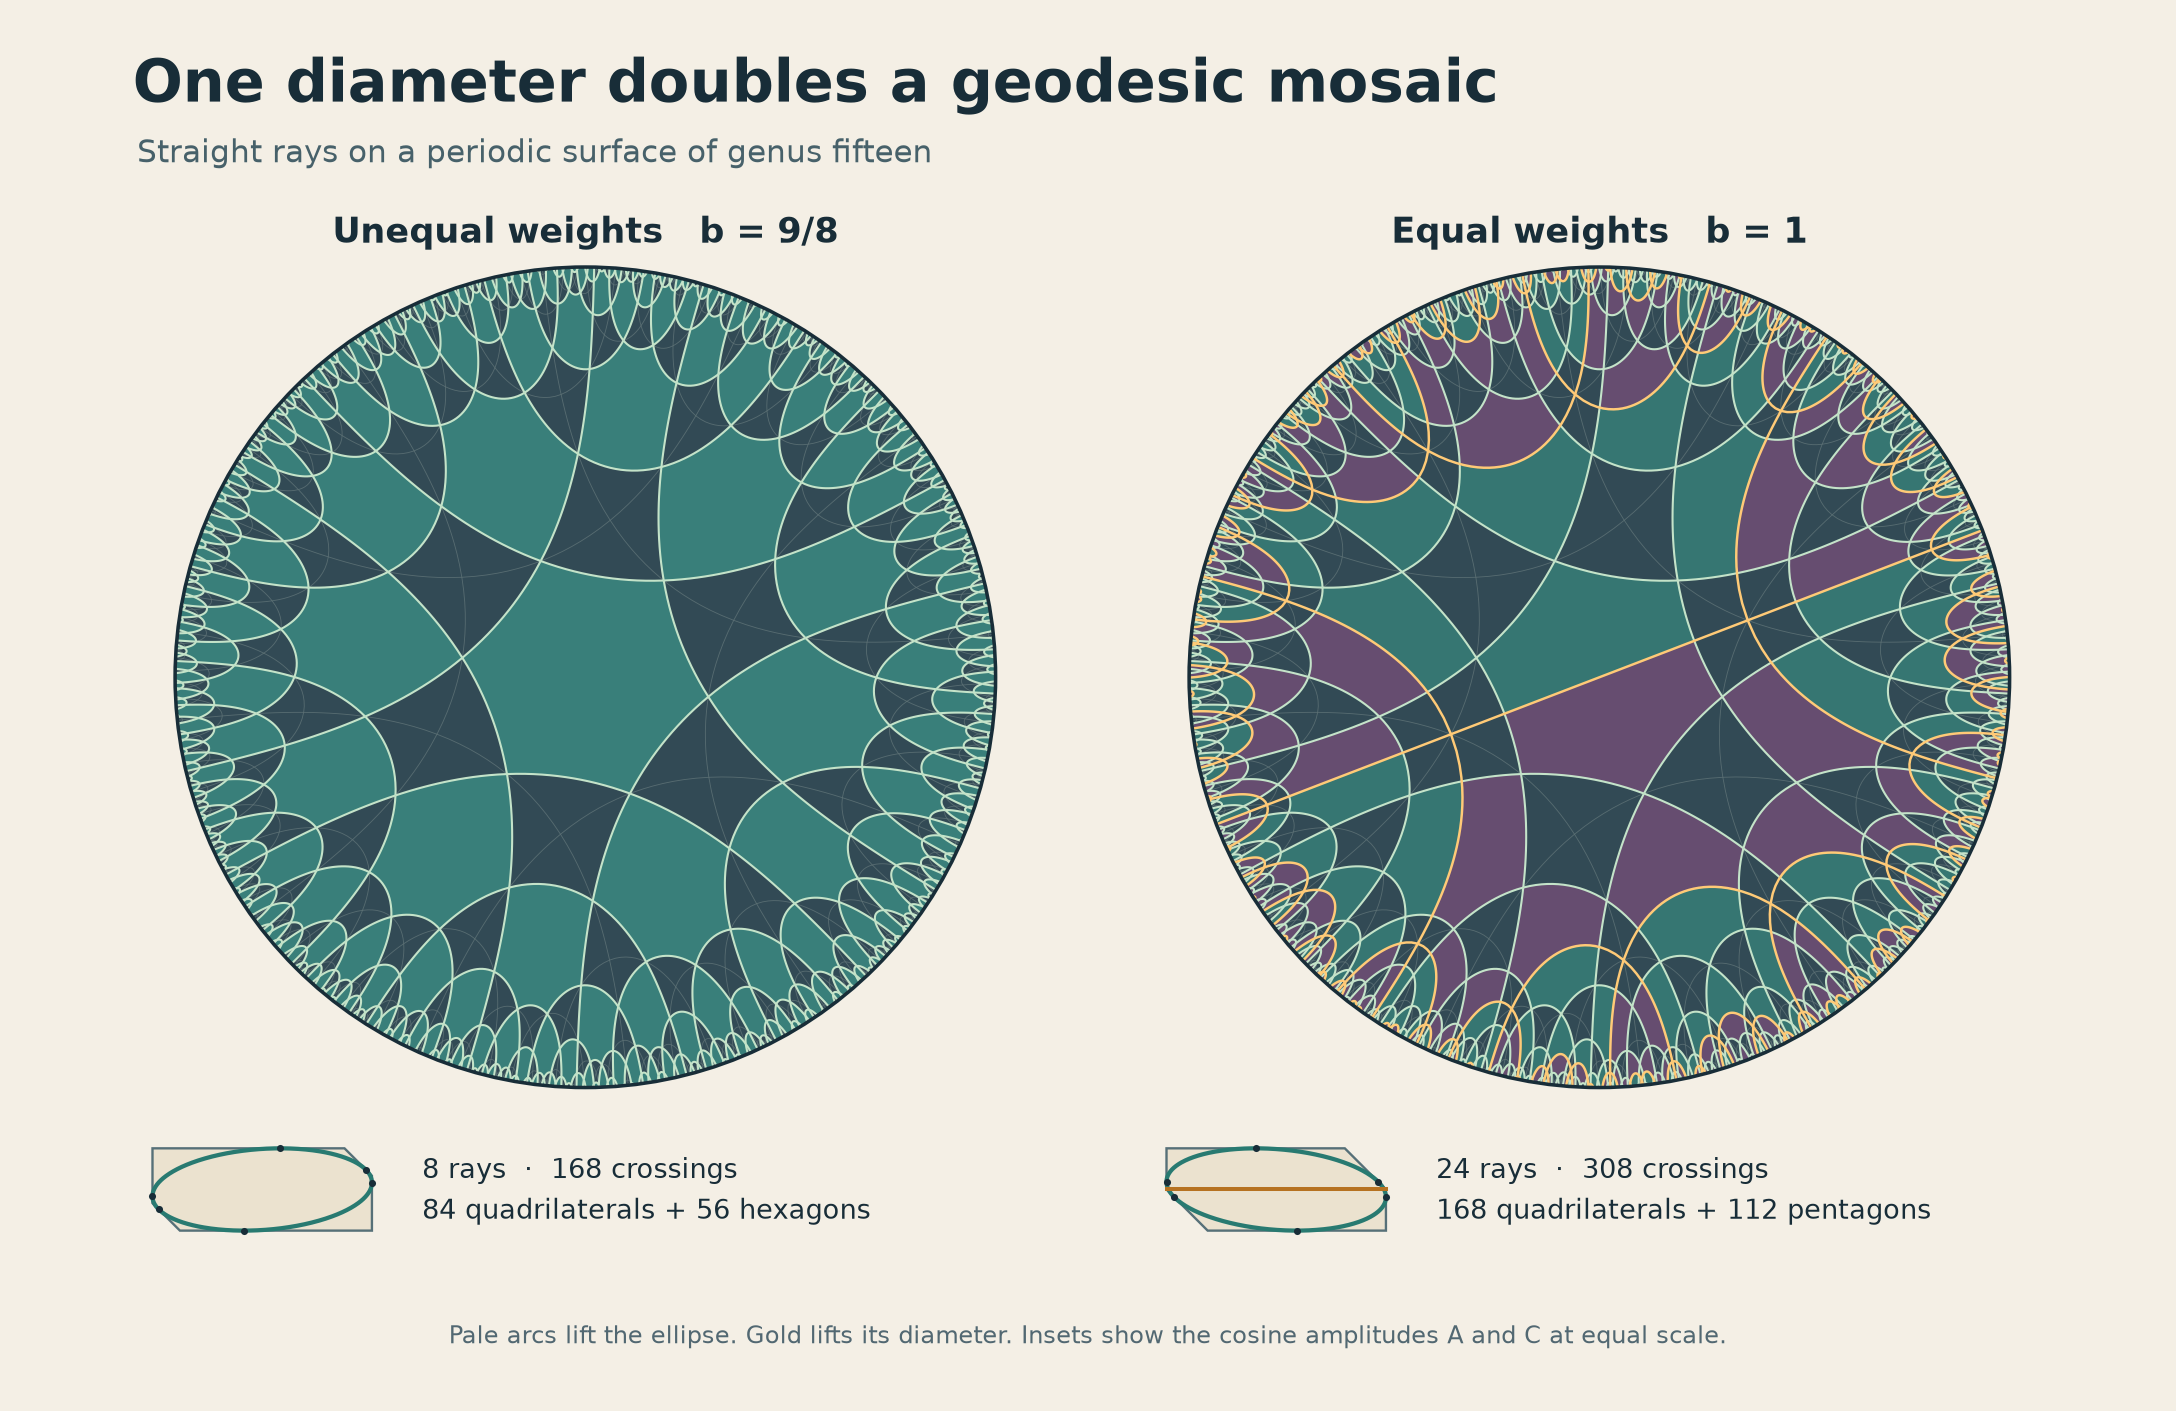 One diameter doubles a geodesic mosaic
Straight rays on a periodic surface of genus fifteen
Unequal weights b = 9/8
Equal weights b = 1
8 rays · 168 crossings
84 quadrilaterals + 56 hexagons
24 rays · 308 crossings
168 quadrilaterals + 112 pentagons
Pale arcs lift the ellipse. Gold lifts its diameter. Insets show the cosine amplitudes A and C at equal scale.